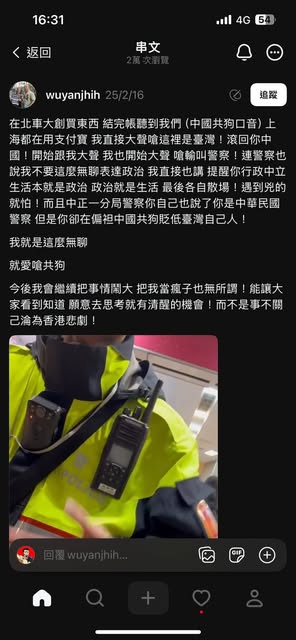 16:31
4G 54
返回
串文
2萬 次瀏覽
wuyanjhih 25/2/16
追蹤
在北車大創買東西 結完帳聽到我們 (中國共狗口音) 上
海都在用支付寶 我直接大聲嗆這裡是臺灣！滾回你中
國！開始跟我大聲 我也開始大聲 嗆輸叫警察！連警察也
說我不要這麼無聊表達政治 我直接也講 提醒你行政中立
生活本就是政治 政治就是生活 最後各自散場！遇到兇的
就怕！而且中正一分局警察你自己也說了你是中華民國
警察 但是你卻在偏袒中國共狗貶低臺灣自己人！
我就是這麼無聊
就愛嗆共狗
今後我會繼續把事情鬧大 把我當瘋子也無所謂！能讓大
家看到知道 願意去思考就有清醒的機會！而不是事不關
己淪為香港悲劇！
回覆 wuyanjhih...
GIF